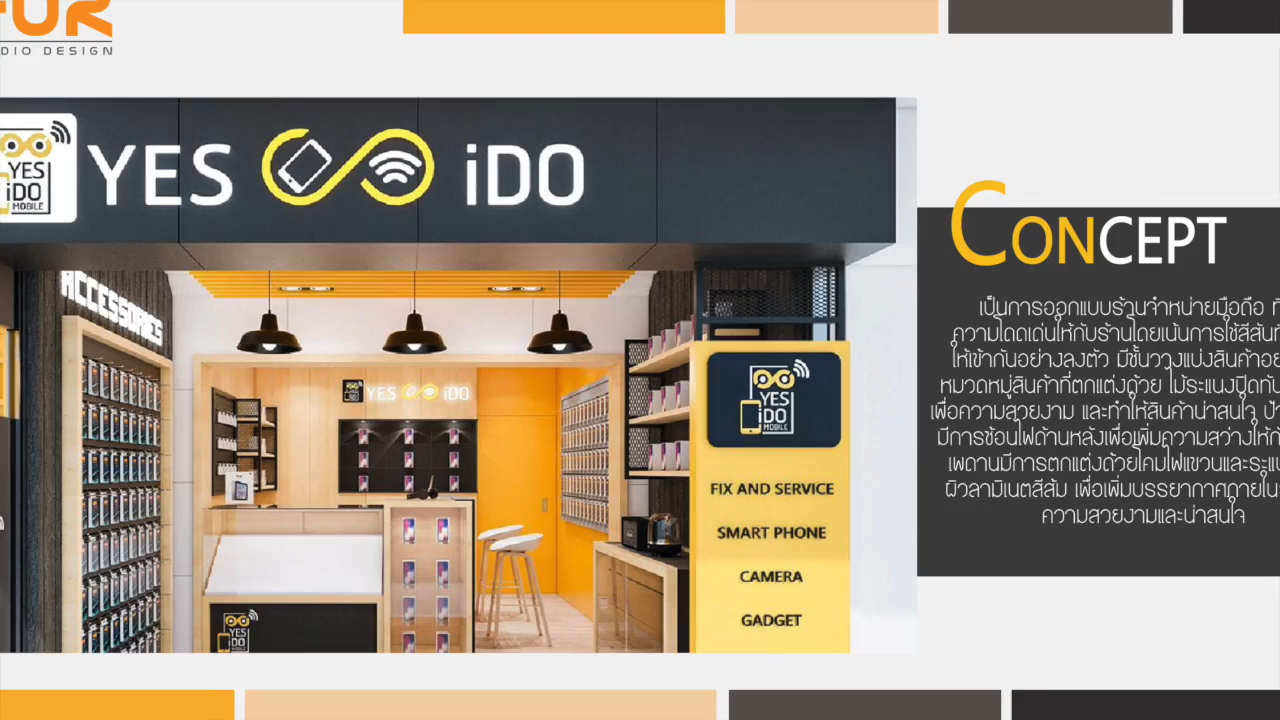 DIO DESIGN
YES iDO
YES
iDO
MOBILE
CONCEPT
ACCESSORIES
เป็นการออกแบบร้านจำหน่ายมือถือ
ความโดดเด่นให้กับร้านโดยเน้นการใช้สีสัน
ให้เข้ากันอย่างลงตัว มีชั้นวางแบ่งสินค้า
หมวดหมู่สินค้าที่ตกแต่งด้วย ไม้ระแนงปิดทับ
เพื่อความสวยงาม และทำให้สินค้าน่าสนใจ
มีการซ่อนไฟด้านหลังเพื่อเพิ่มความสว่างให้
เพดานมีการตกแต่งด้วยโคมไฟแขวนและระแน
ผิวลามิเนตสีส้ม เพื่อเพิ่มบรรยากาศภายใน
ความสวยงามและน่าสนใจ
YES iDO
YES
iDO
MOBILE
FIX AND SERVICE
SMART PHONE
CAMERA
GADGET
YES
iDO